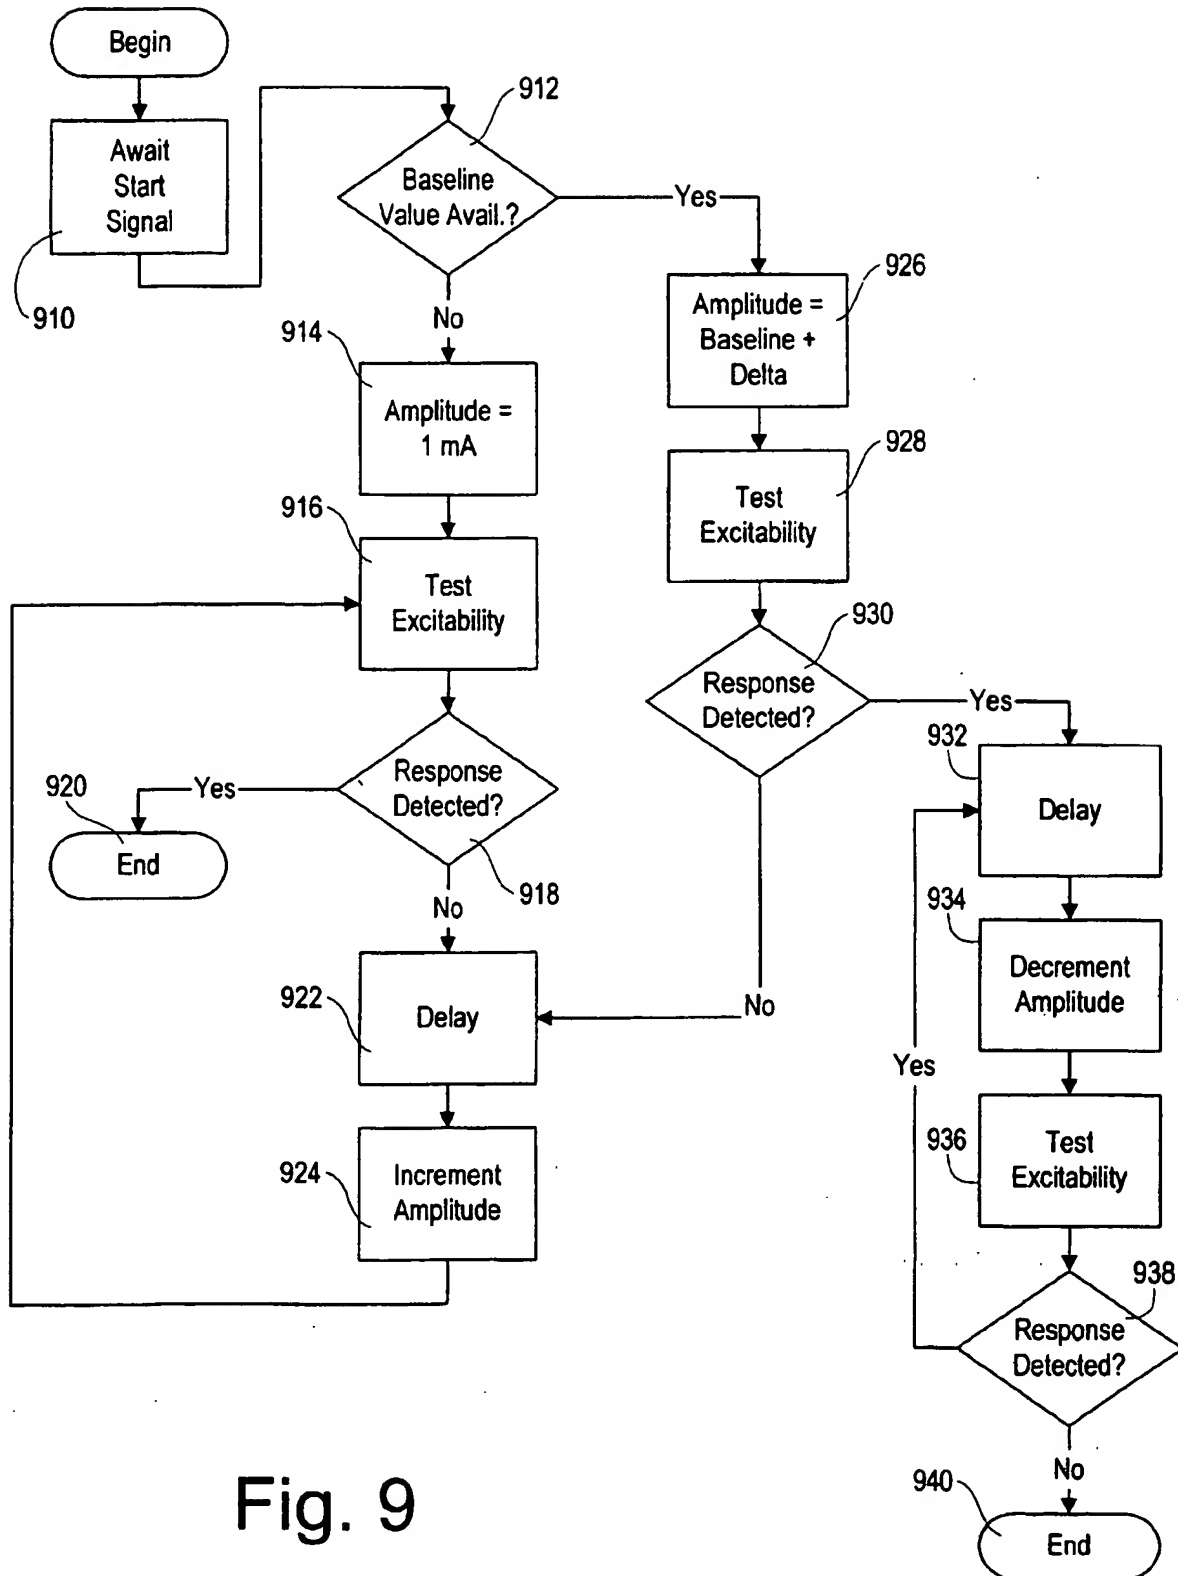 Begin
Await
Start
Signal
910
912
Baseline
Value Avail.?
Yes
No
914
Amplitude =
1 mA
916
Test
Excitability
Response
Detected?
918
Yes
920
End
No
922
Delay
924
Increment
Amplitude
926
Amplitude =
Baseline +
Delta
928
Test
Excitability
930
Response
Detected?
Yes
No
932
Delay
934
Decrement
Amplitude
936
Test
Excitability
938
Response
Detected?
Yes
No
940
End
Fig. 9